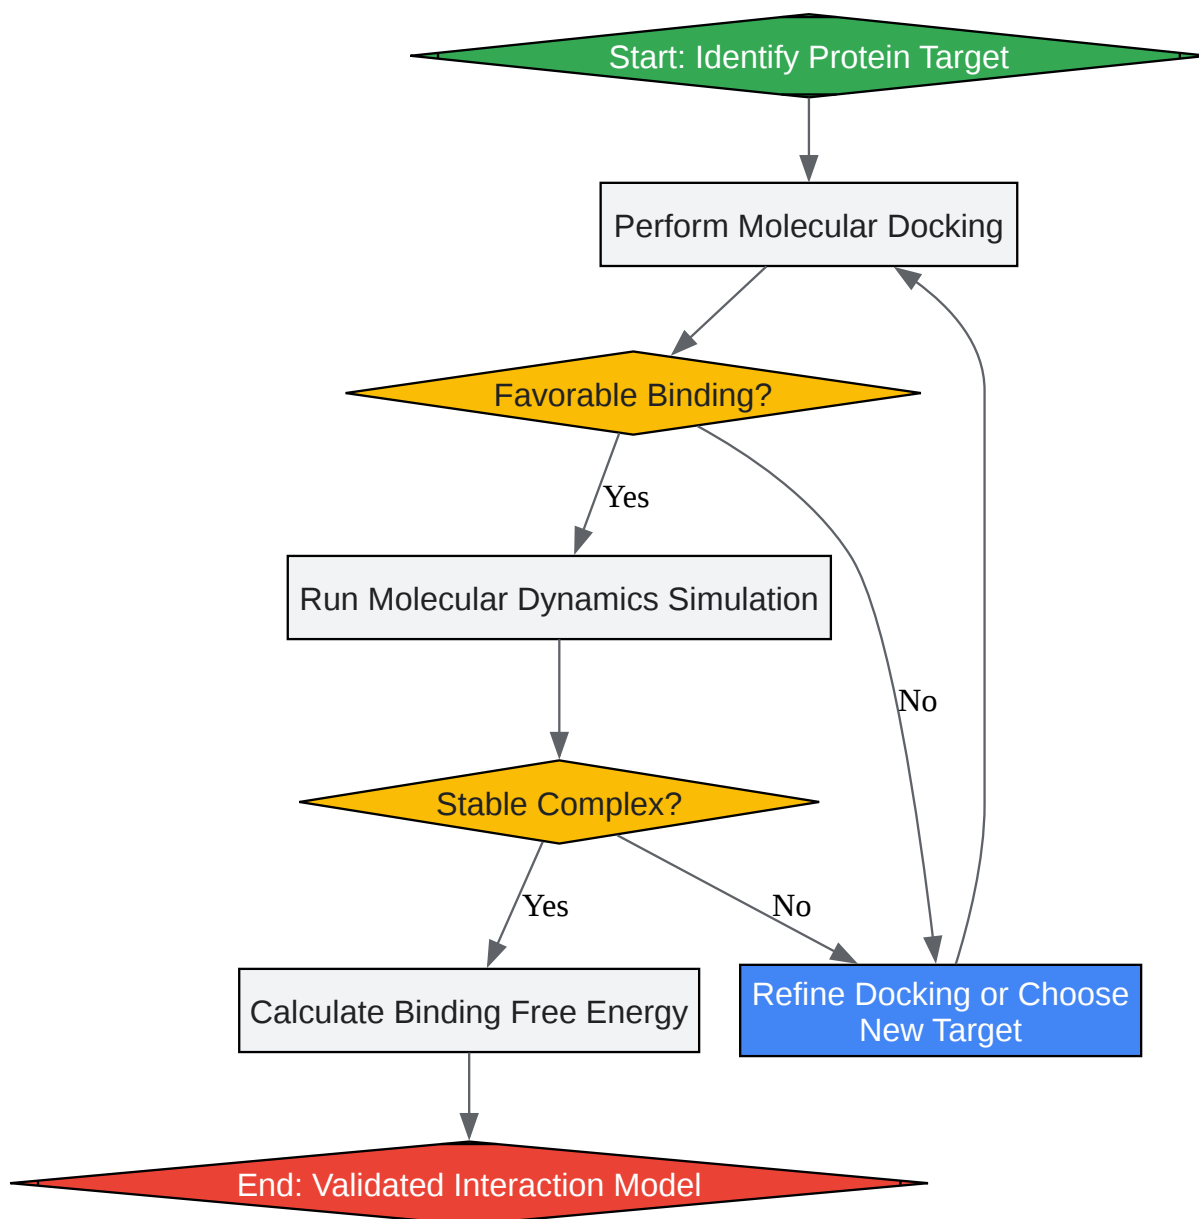 Start: Identify Protein Target
Perform Molecular Docking
Favorable Binding?
Yes
Run Molecular Dynamics Simulation
No
Stable Complex?
Yes
No
Calculate Binding Free Energy
Refine Docking or Choose
New Target
End: Validated Interaction Model